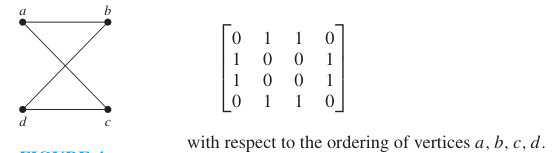 a b
d c
0 1 1 0
1 0 0 1
1 0 0 1
0 1 1 0
with respect to the ordering of vertices a, b, c, d.